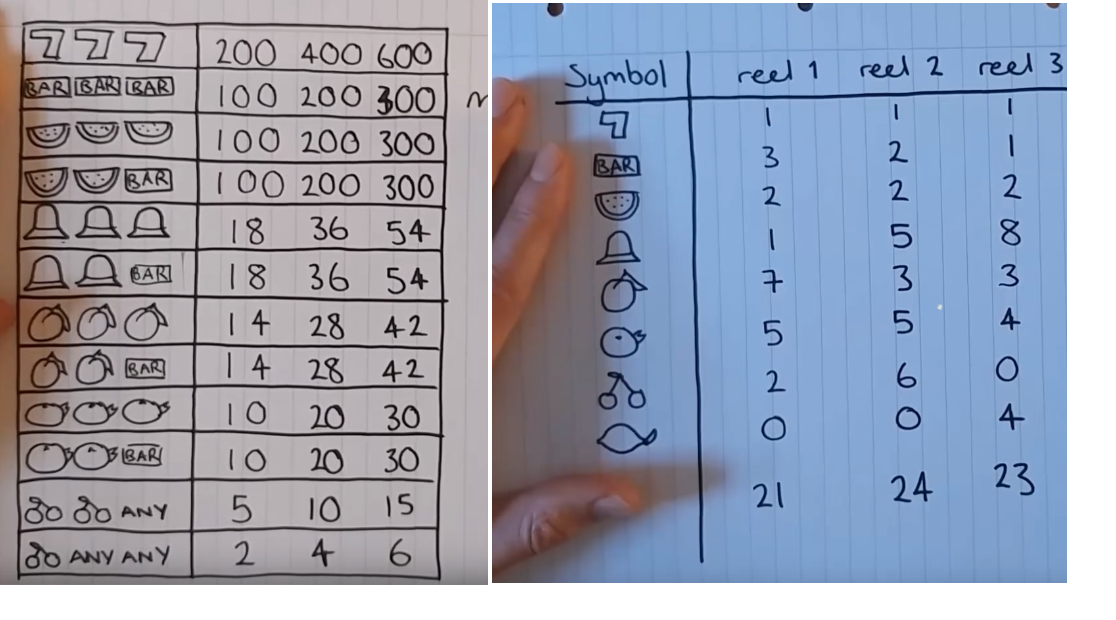 7 7 7 200 400 600
BAR BAR BAR 100 200 300
100 200 300
BAR 100 200 300
18 36 54
BAR 18 36 54
14 28 42
BAR 14 28 42
10 20 30
BAR 10 20 30
ANY 5 10 15
ANY ANY 2 4 6
Symbol reel 1 reel 2 reel 3
7 1 1 1
BAR 3 2 1
2 2 2
1 5 8
7 3 3
5 5 4
2 6 0
0 0 4
21 24 23